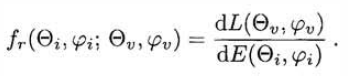 f_r(Θ_i, φ_i; Θ_v, φ_v) = dL(Θ_v, φ_v) / dE(Θ_i, φ_i) .